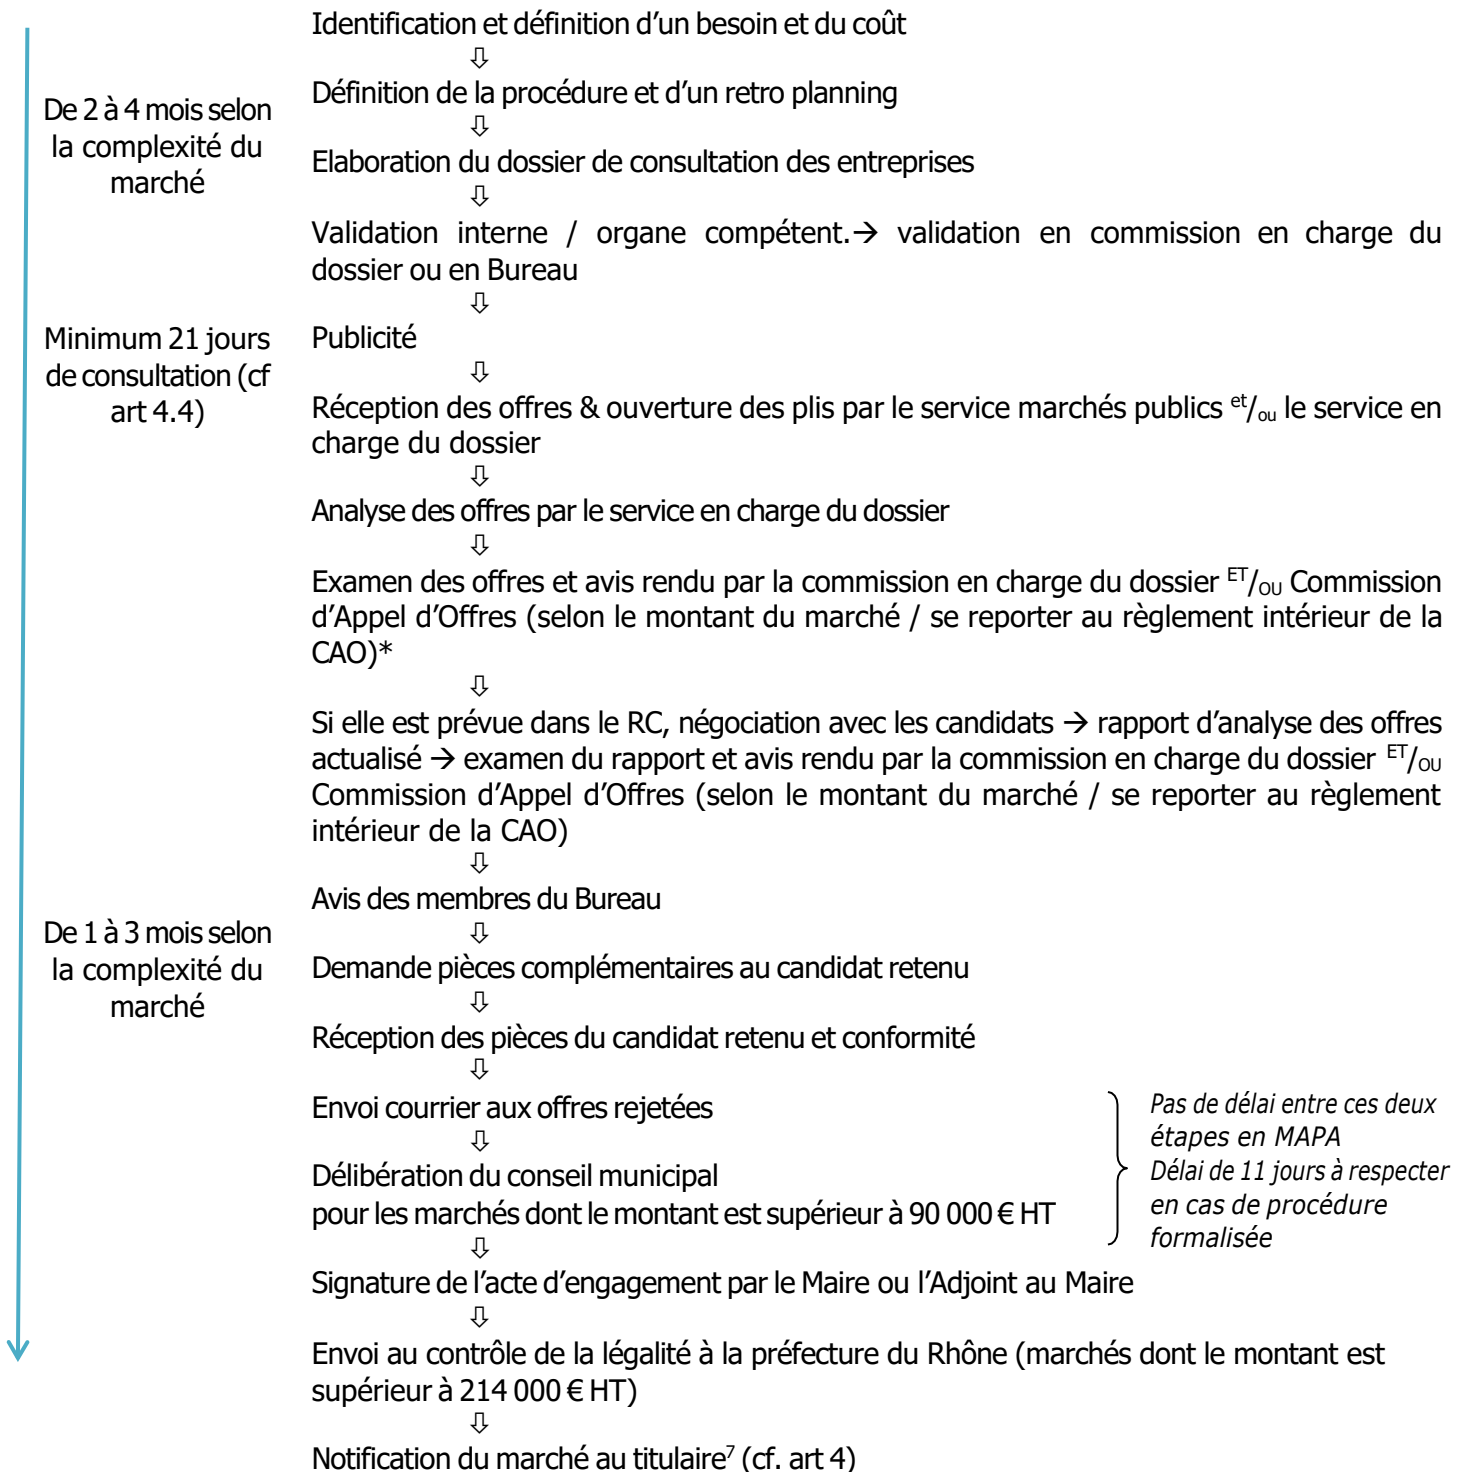 Identification et définition d’un besoin et du coût
⇩
De 2 à 4 mois selon
la complexité du
marché
Définition de la procédure et d’un retro planning
⇩
Elaboration du dossier de consultation des entreprises
⇩
Validation interne / organe compétent.→ validation en commission en charge du
dossier ou en Bureau
⇩
Minimum 21 jours
de consultation (cf
art 4.4)
Publicité
⇩
Réception des offres & ouverture des plis par le service marchés publics et/ou le service en
charge du dossier
⇩
Analyse des offres par le service en charge du dossier
⇩
Examen des offres et avis rendu par la commission en charge du dossier ET/OU Commission
d’Appel d’Offres (selon le montant du marché / se reporter au règlement intérieur de la
CAO)*
⇩
Si elle est prévue dans le RC, négociation avec les candidats → rapport d’analyse des offres
actualisé → examen du rapport et avis rendu par la commission en charge du dossier ET/OU
Commission d’Appel d’Offres (selon le montant du marché / se reporter au règlement
intérieur de la CAO)
⇩
Avis des membres du Bureau
⇩
De 1 à 3 mois selon
la complexité du
marché
Demande pièces complémentaires au candidat retenu
⇩
Réception des pièces du candidat retenu et conformité
⇩
Envoi courrier aux offres rejetées
⇩
Délibération du conseil municipal
pour les marchés dont le montant est supérieur à 90 000 € HT
Pas de délai entre ces deux
étapes en MAPA
Délai de 11 jours à respecter
en cas de procédure
formalisée
⇩
Signature de l’acte d’engagement par le Maire ou l’Adjoint au Maire
⇩
Envoi au contrôle de la légalité à la préfecture du Rhône (marchés dont le montant est
supérieur à 214 000 € HT)
⇩
Notification du marché au titulaire7 (cf. art 4)